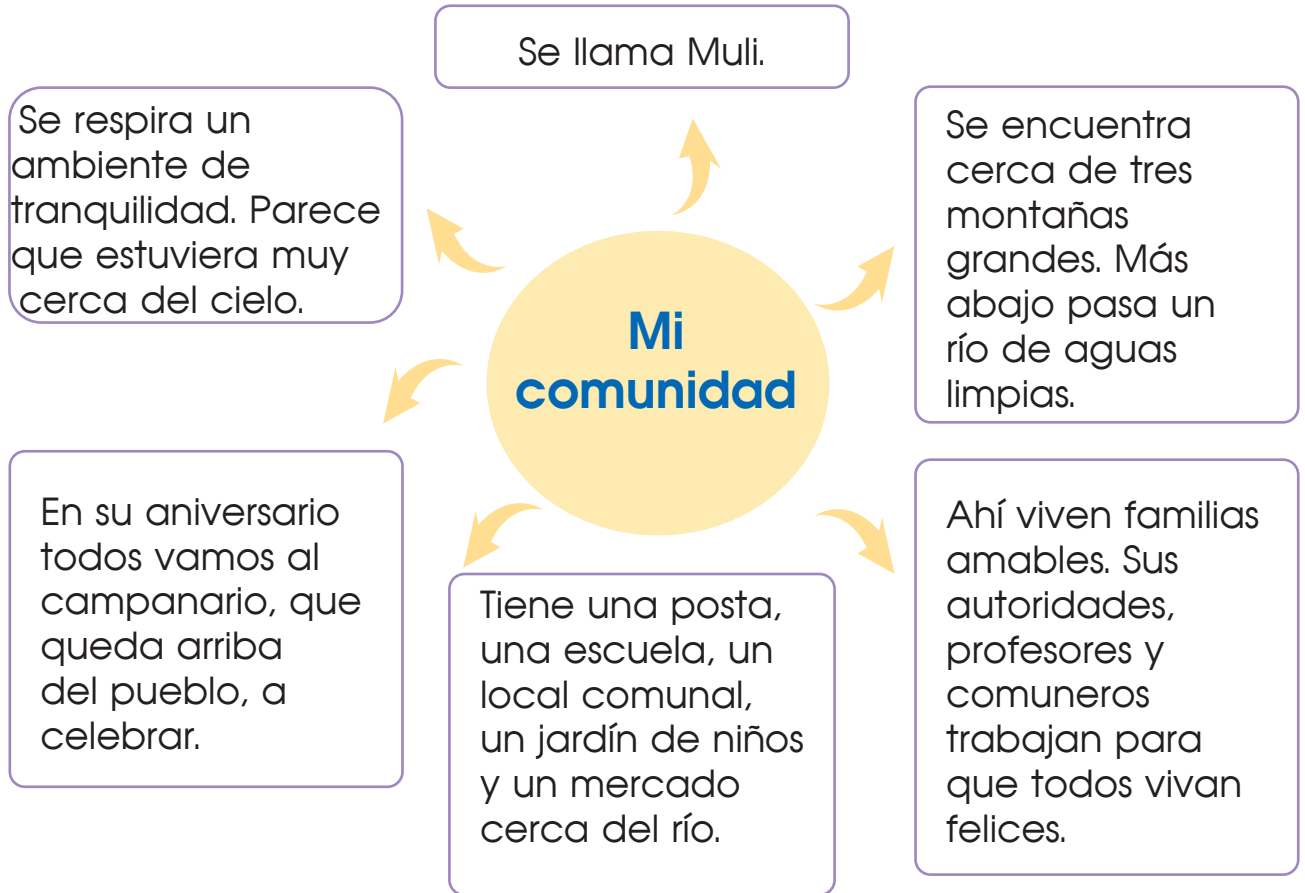 Se llama Muli.
Se respira un
ambiente de
tranquilidad. Parece
que estuviera muy
cerca del cielo.
Se encuentra
cerca de tres
montañas
grandes. Más
abajo pasa un
río de aguas
limpias.
Mi
comunidad
En su aniversario
todos vamos al
campanario, que
queda arriba
del pueblo, a
celebrar.
Tiene una posta,
una escuela, un
local comunal,
un jardín de niños
y un mercado
cerca del río.
Ahí viven familias
amables. Sus
autoridades,
profesores y
comuneros
trabajan para
que todos vivan
felices.